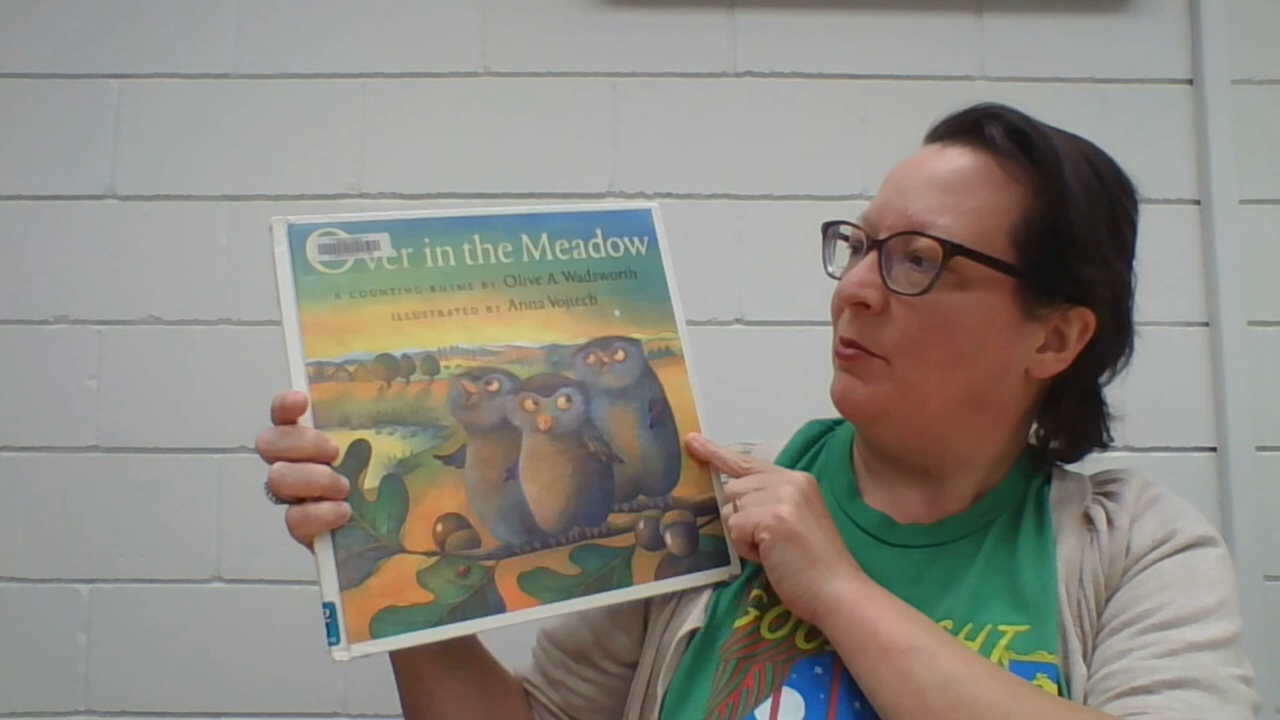 Over in the Meadow
A COUNTING RHYME BY Olive A. Wadsworth
ILLUSTRATED BY Anna Vojtech